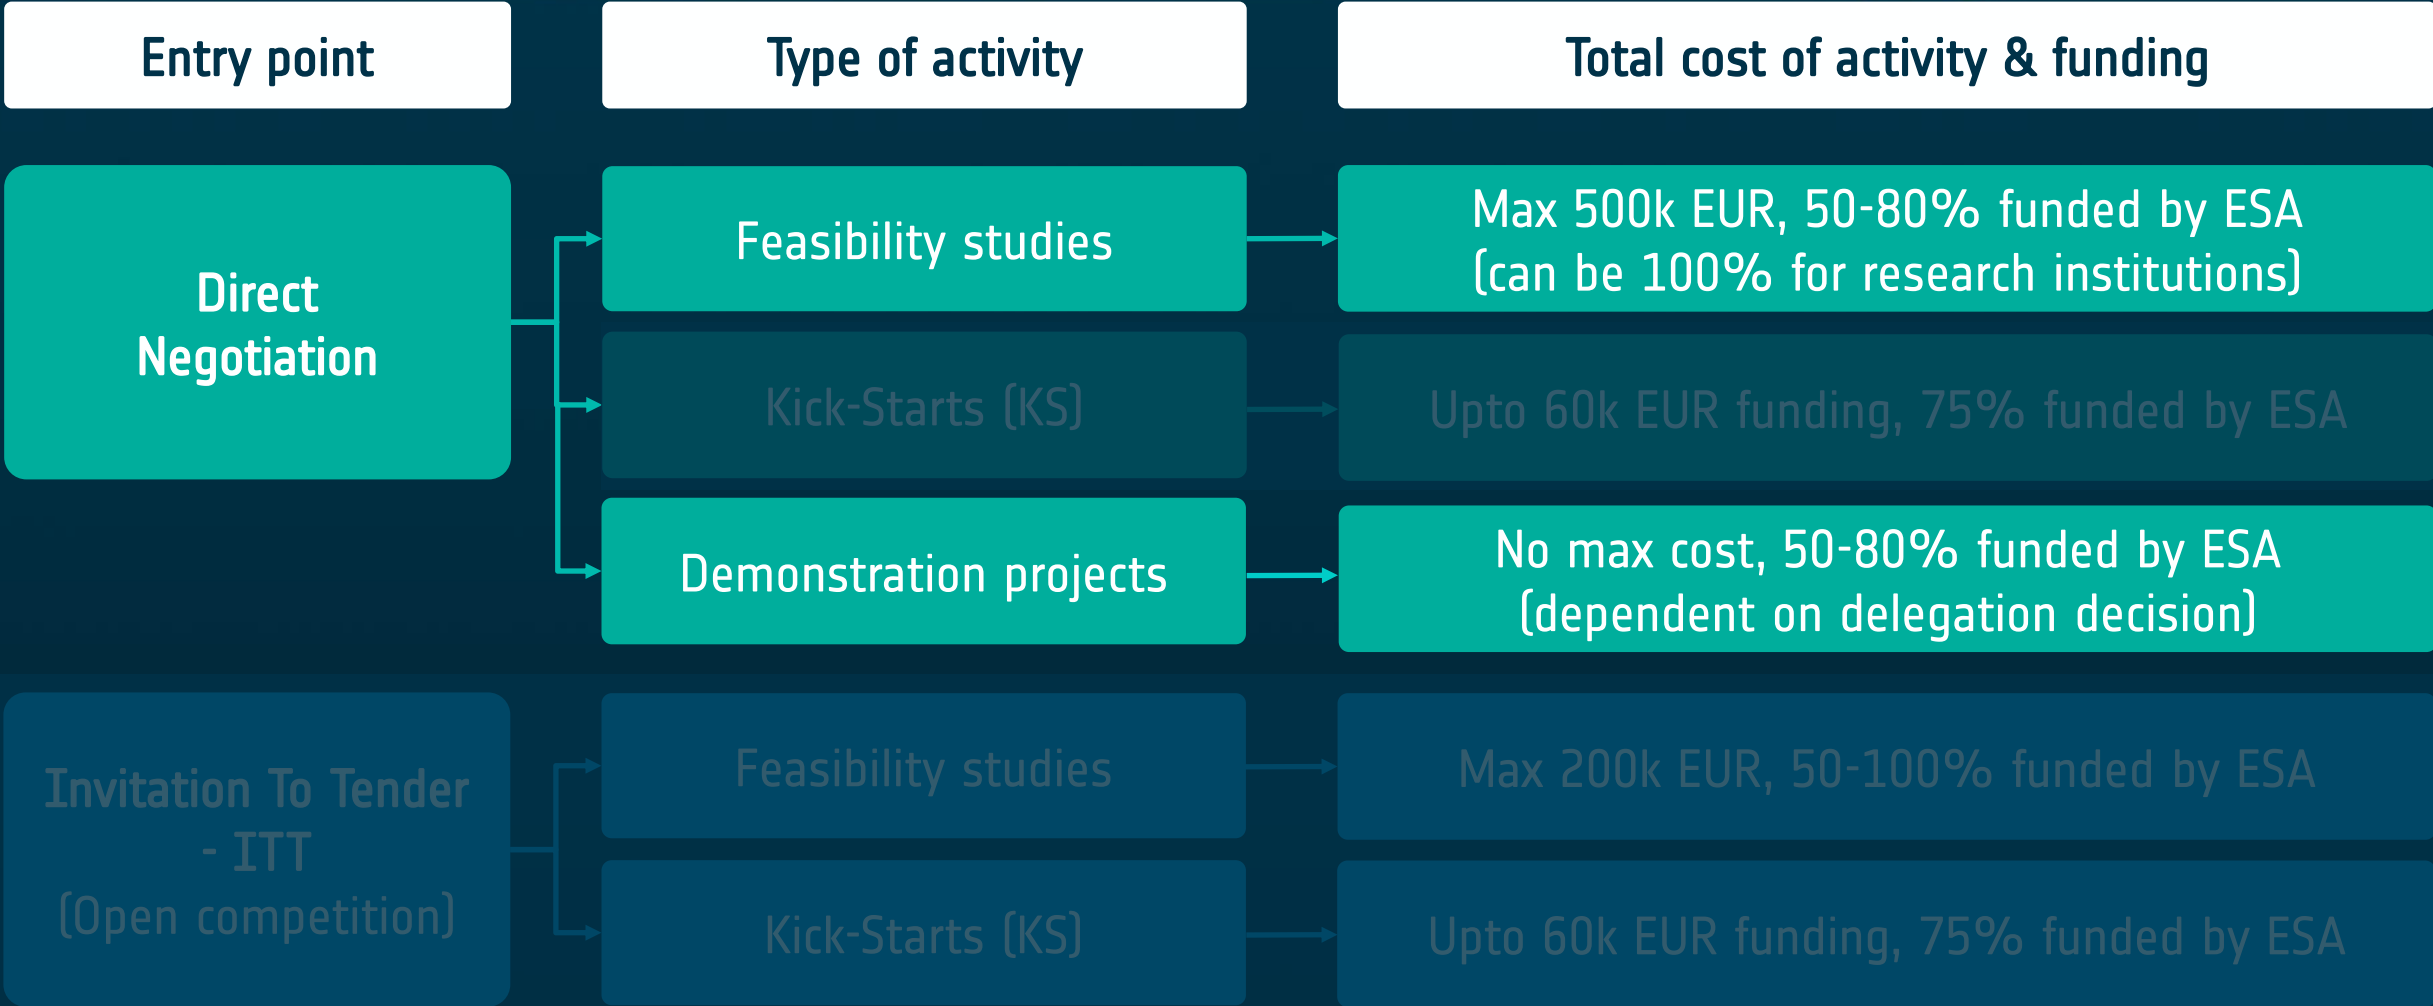 Entry point
Type of activity
Total cost of activity & funding
Direct
Negotiation
Feasibility studies
Max 500k EUR, 50-80% funded by ESA
(can be 100% for research institutions)
Kick-Starts (KS)
Upto 60k EUR funding, 75% funded by ESA
Demonstration projects
No max cost, 50-80% funded by ESA
(dependent on delegation decision)
Invitation To Tender
- ITT
(Open competition)
Feasibility studies
Max 200k EUR, 50-100% funded by ESA
Kick-Starts (KS)
Upto 60k EUR funding, 75% funded by ESA